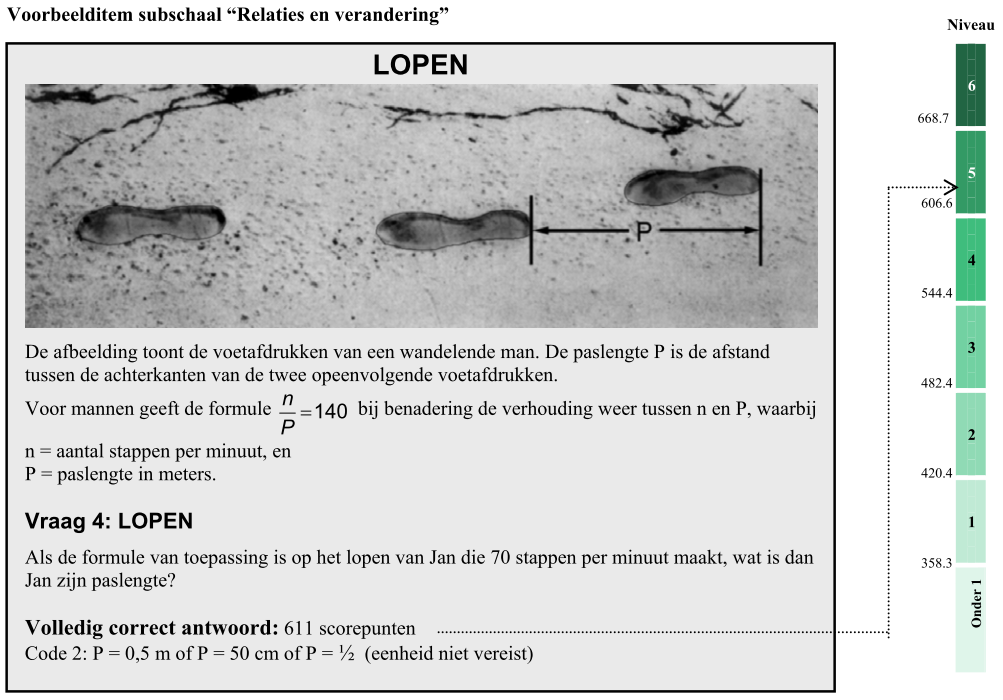 Voorbeelditem subschaal “Relaties en verandering”
Niveau
LOPEN
P
De afbeelding toont de voetafdrukken van een wandelende man. De paslengte P is de afstand
tussen de achterkanten van de twee opeenvolgende voetafdrukken.
Voor mannen geeft de formule n/P=140 bij benadering de verhouding weer tussen n en P, waarbij
n = aantal stappen per minuut, en
P = paslengte in meters.
Vraag 4: LOPEN
Als de formule van toepassing is op het lopen van Jan die 70 stappen per minuut maakt, wat is dan
Jan zijn paslengte?
Volledig correct antwoord: 611 scorepunten
Code 2: P = 0,5 m of P = 50 cm of P = ½ (eenheid niet vereist)
6
668.7
5
606.6
4
544.4
3
482.4
2
420.4
1
358.3
Onder 1